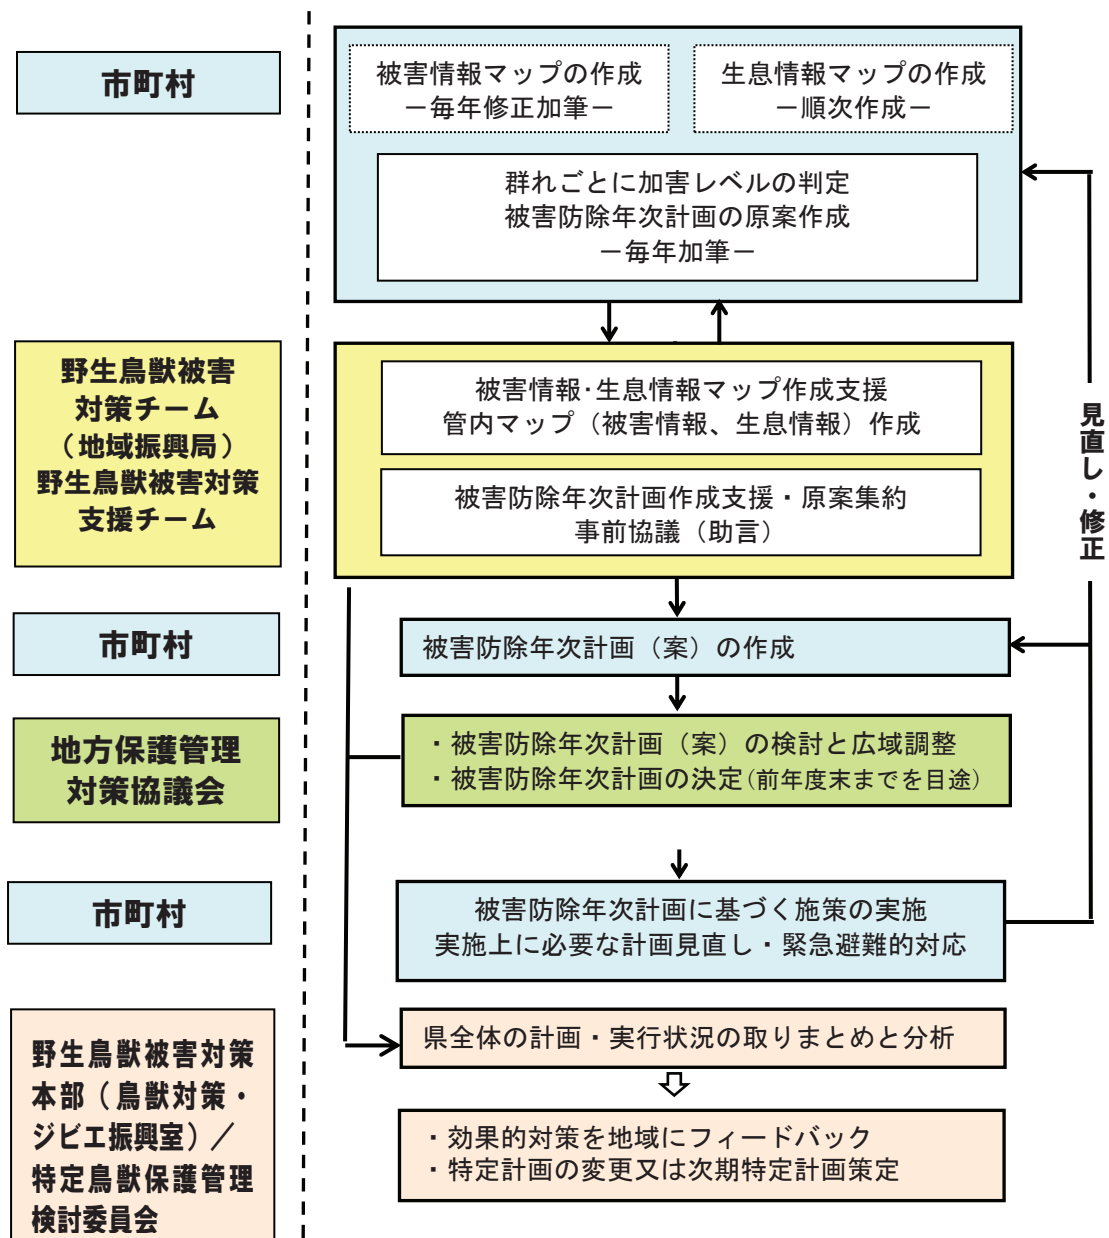 市町村
被害情報マップの作成
－毎年修正加筆－
生息情報マップの作成
－順次作成－
群れごとに加害レベルの判定
被害防除年次計画の原案作成
－毎年加筆－
野生鳥獣被害
対策チーム
（地域振興局）
野生鳥獣被害対策
支援チーム
被害情報･生息情報マップ作成支援
管内マップ（被害情報、生息情報）作成
被害防除年次計画作成支援・原案集約
事前協議（助言）
見直し・修正
市町村
被害防除年次計画（案）の作成
地方保護管理
対策協議会
・被害防除年次計画（案）の検討と広域調整
・被害防除年次計画の決定(前年度末までを目途)
市町村
被害防除年次計画に基づく施策の実施
実施上に必要な計画見直し・緊急避難的対応
野生鳥獣被害対策
本部（鳥獣対策・
ジビエ振興室）／
特定鳥獣保護管理
検討委員会
県全体の計画・実行状況の取りまとめと分析
・効果的対策を地域にフィードバック
・特定計画の変更又は次期特定計画策定